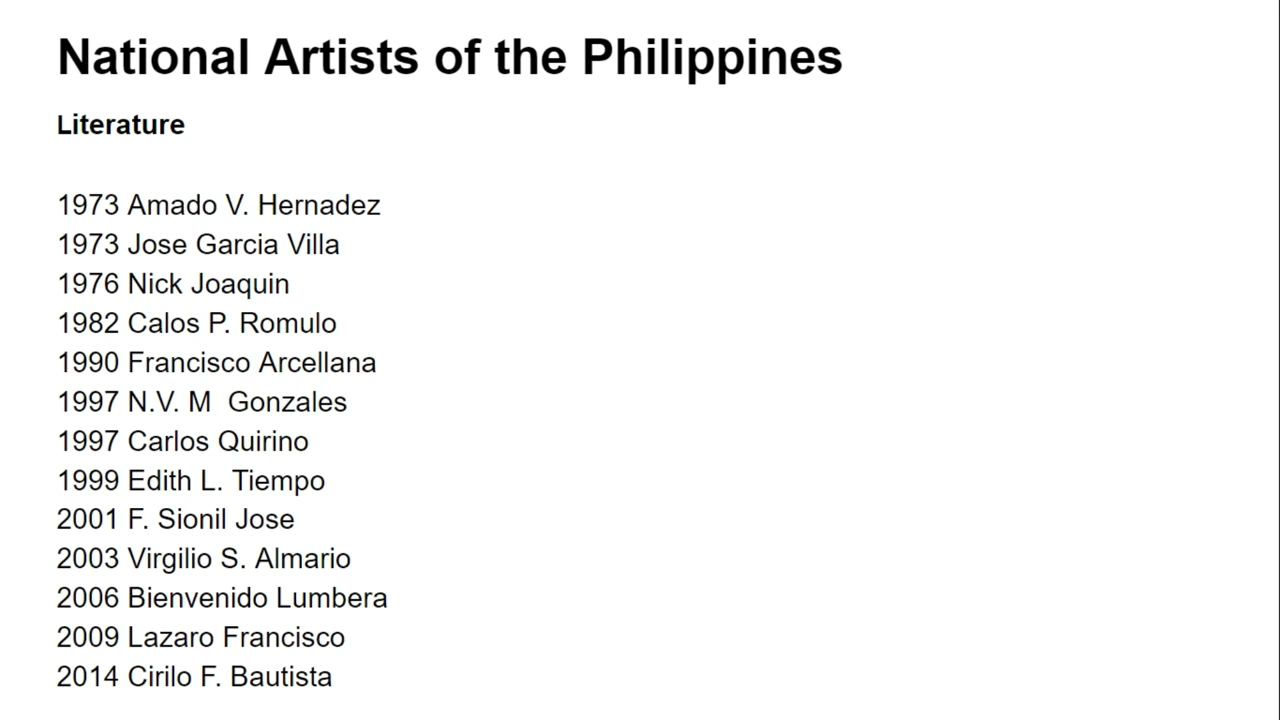 National Artists of the Philippines
Literature
1973 Amado V. Hernadez
1973 Jose Garcia Villa
1976 Nick Joaquin
1982 Calos P. Romulo
1990 Francisco Arcellana
1997 N.V. M  Gonzales
1997 Carlos Quirino
1999 Edith L. Tiempo
2001 F. Sionil Jose
2003 Virgilio S. Almario
2006 Bienvenido Lumbera
2009 Lazaro Francisco
2014 Cirilo F. Bautista